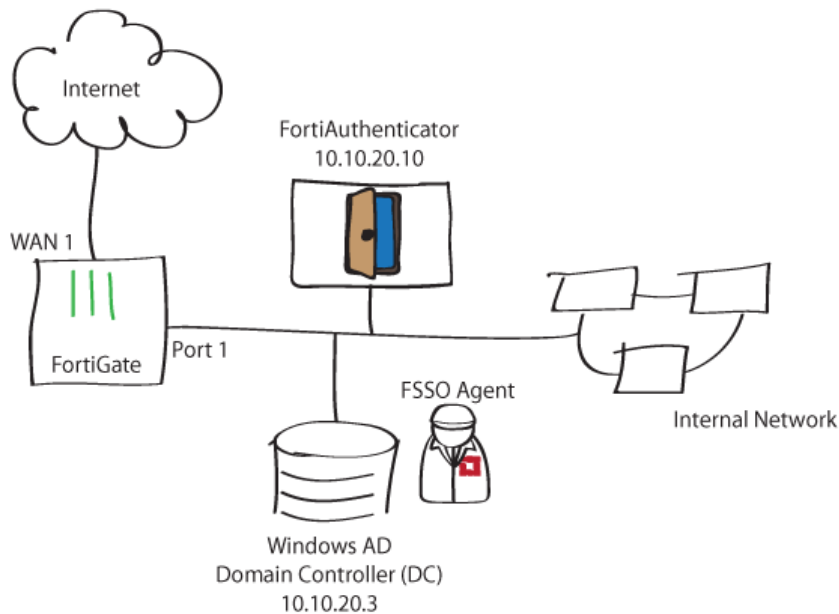 Internet
FortiAuthenticator
10.10.20.10
WAN 1
FortiGate
Port 1
FSSO Agent
Internal Network
Windows AD
Domain Controller (DC)
10.10.20.3